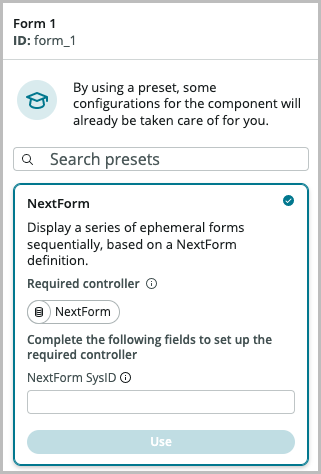 Form 1
ID: form_1
By using a preset, some
configurations for the component will
already be taken care of for you.
Search presets
NextForm
Display a series of ephemeral forms
sequentially, based on a NextForm
definition.
Required controller
NextForm
Complete the following fields to set up the
required controller
NextForm SysID
Use